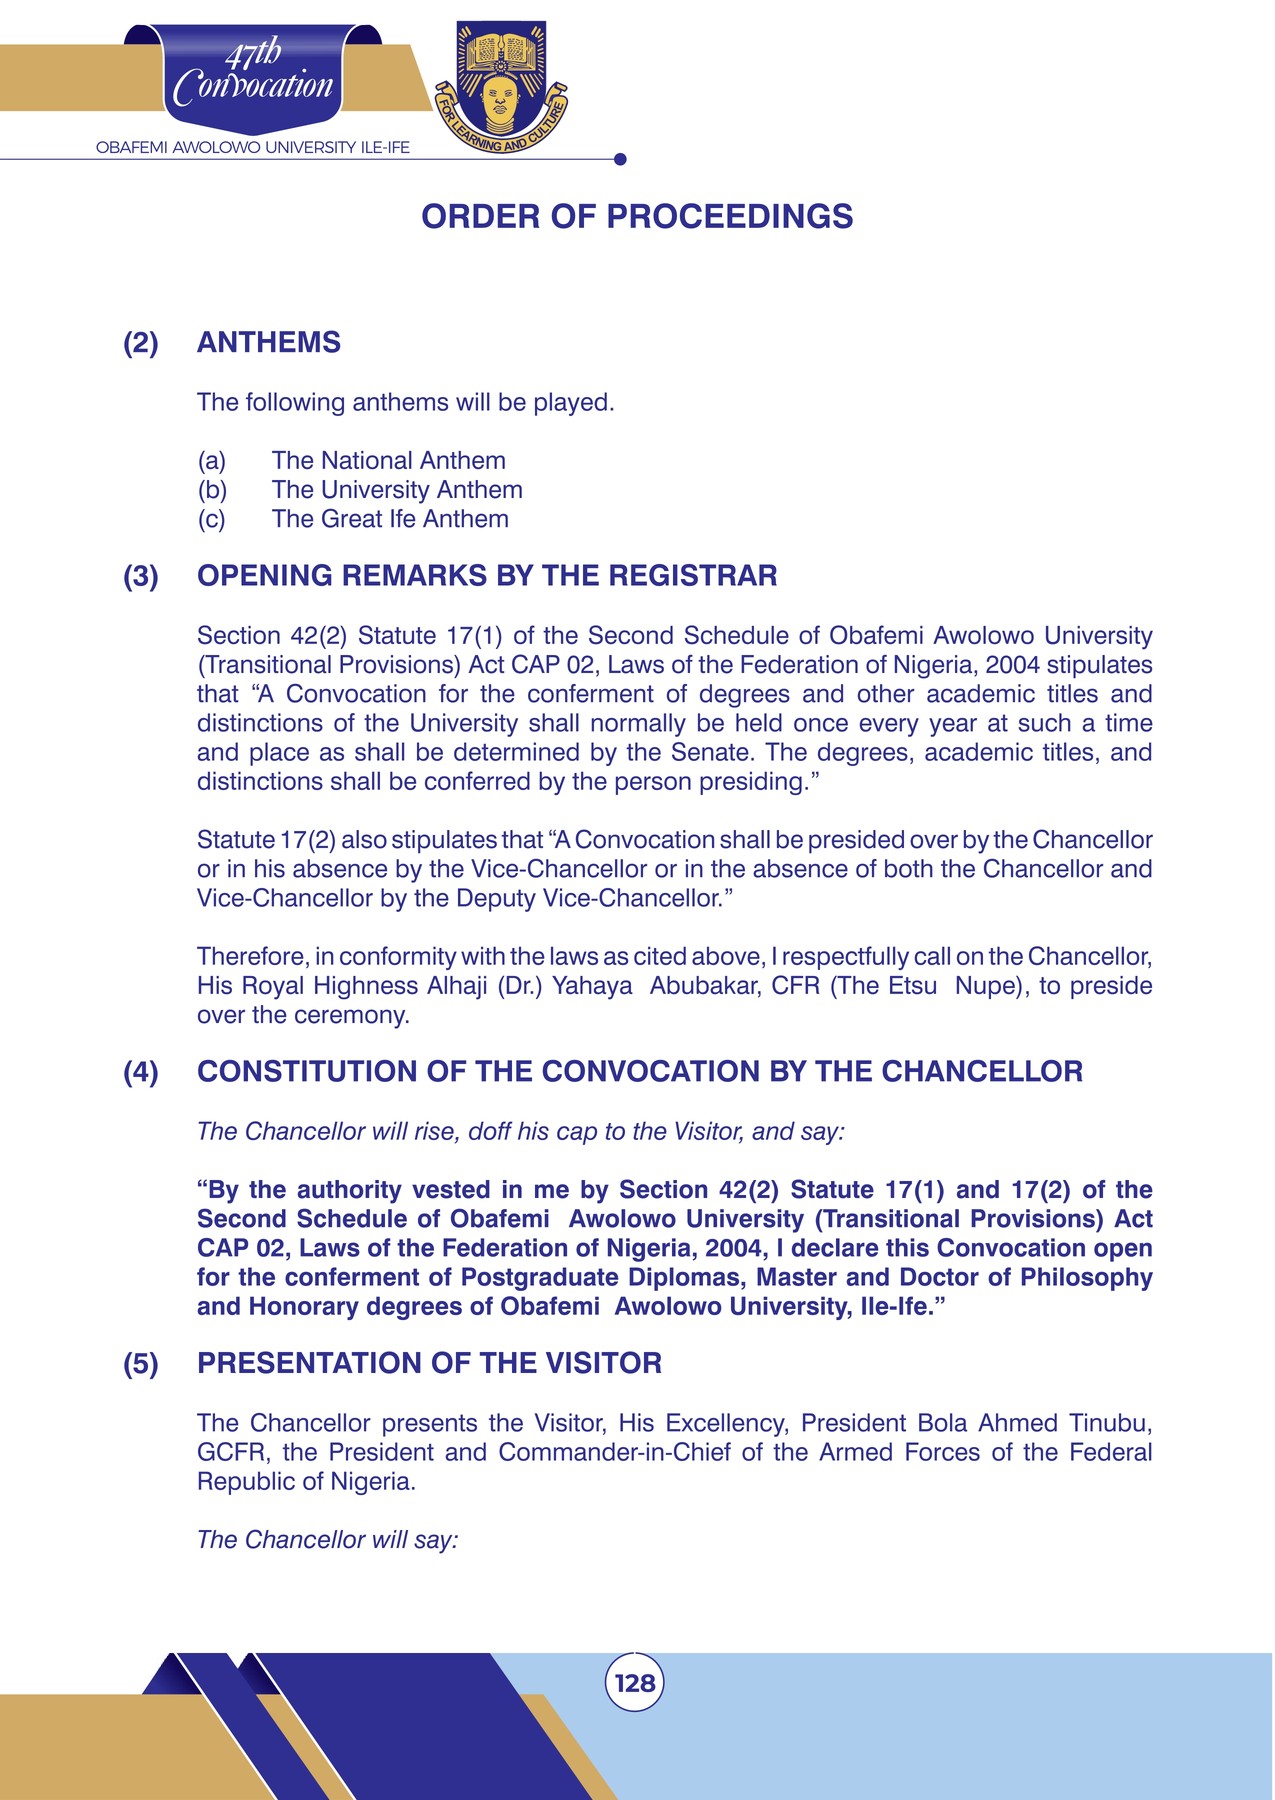 47th
Convocation
FOR LEARNING AND CULTURE
OBAFEMI AWOLOWO UNIVERSITY ILE-IFE
ORDER OF PROCEEDINGS
(2) ANTHEMS
The following anthems will be played.
(a) The National Anthem
(b) The University Anthem
(c) The Great Ife Anthem
(3) OPENING REMARKS BY THE REGISTRAR
Section 42(2) Statute 17(1) of the Second Schedule of Obafemi Awolowo University
(Transitional Provisions) Act CAP 02, Laws of the Federation of Nigeria, 2004 stipulates
that “A Convocation for the conferment of degrees and other academic titles and
distinctions of the University shall normally be held once every year at such a time
and place as shall be determined by the Senate. The degrees, academic titles, and
distinctions shall be conferred by the person presiding.”
Statute 17(2) also stipulates that “A Convocation shall be presided over by the Chancellor
or in his absence by the Vice-Chancellor or in the absence of both the Chancellor and
Vice-Chancellor by the Deputy Vice-Chancellor.”
Therefore, in conformity with the laws as cited above, I respectfully call on the Chancellor,
His Royal Highness Alhaji (Dr.) Yahaya Abubakar, CFR (The Etsu Nupe), to preside
over the ceremony.
(4) CONSTITUTION OF THE CONVOCATION BY THE CHANCELLOR
The Chancellor will rise, doff his cap to the Visitor, and say:
“By the authority vested in me by Section 42(2) Statute 17(1) and 17(2) of the
Second Schedule of Obafemi Awolowo University (Transitional Provisions) Act
CAP 02, Laws of the Federation of Nigeria, 2004, I declare this Convocation open
for the conferment of Postgraduate Diplomas, Master and Doctor of Philosophy
and Honorary degrees of Obafemi Awolowo University, Ile-Ife.”
(5) PRESENTATION OF THE VISITOR
The Chancellor presents the Visitor, His Excellency, President Bola Ahmed Tinubu,
GCFR, the President and Commander-in-Chief of the Armed Forces of the Federal
Republic of Nigeria.
The Chancellor will say:
128